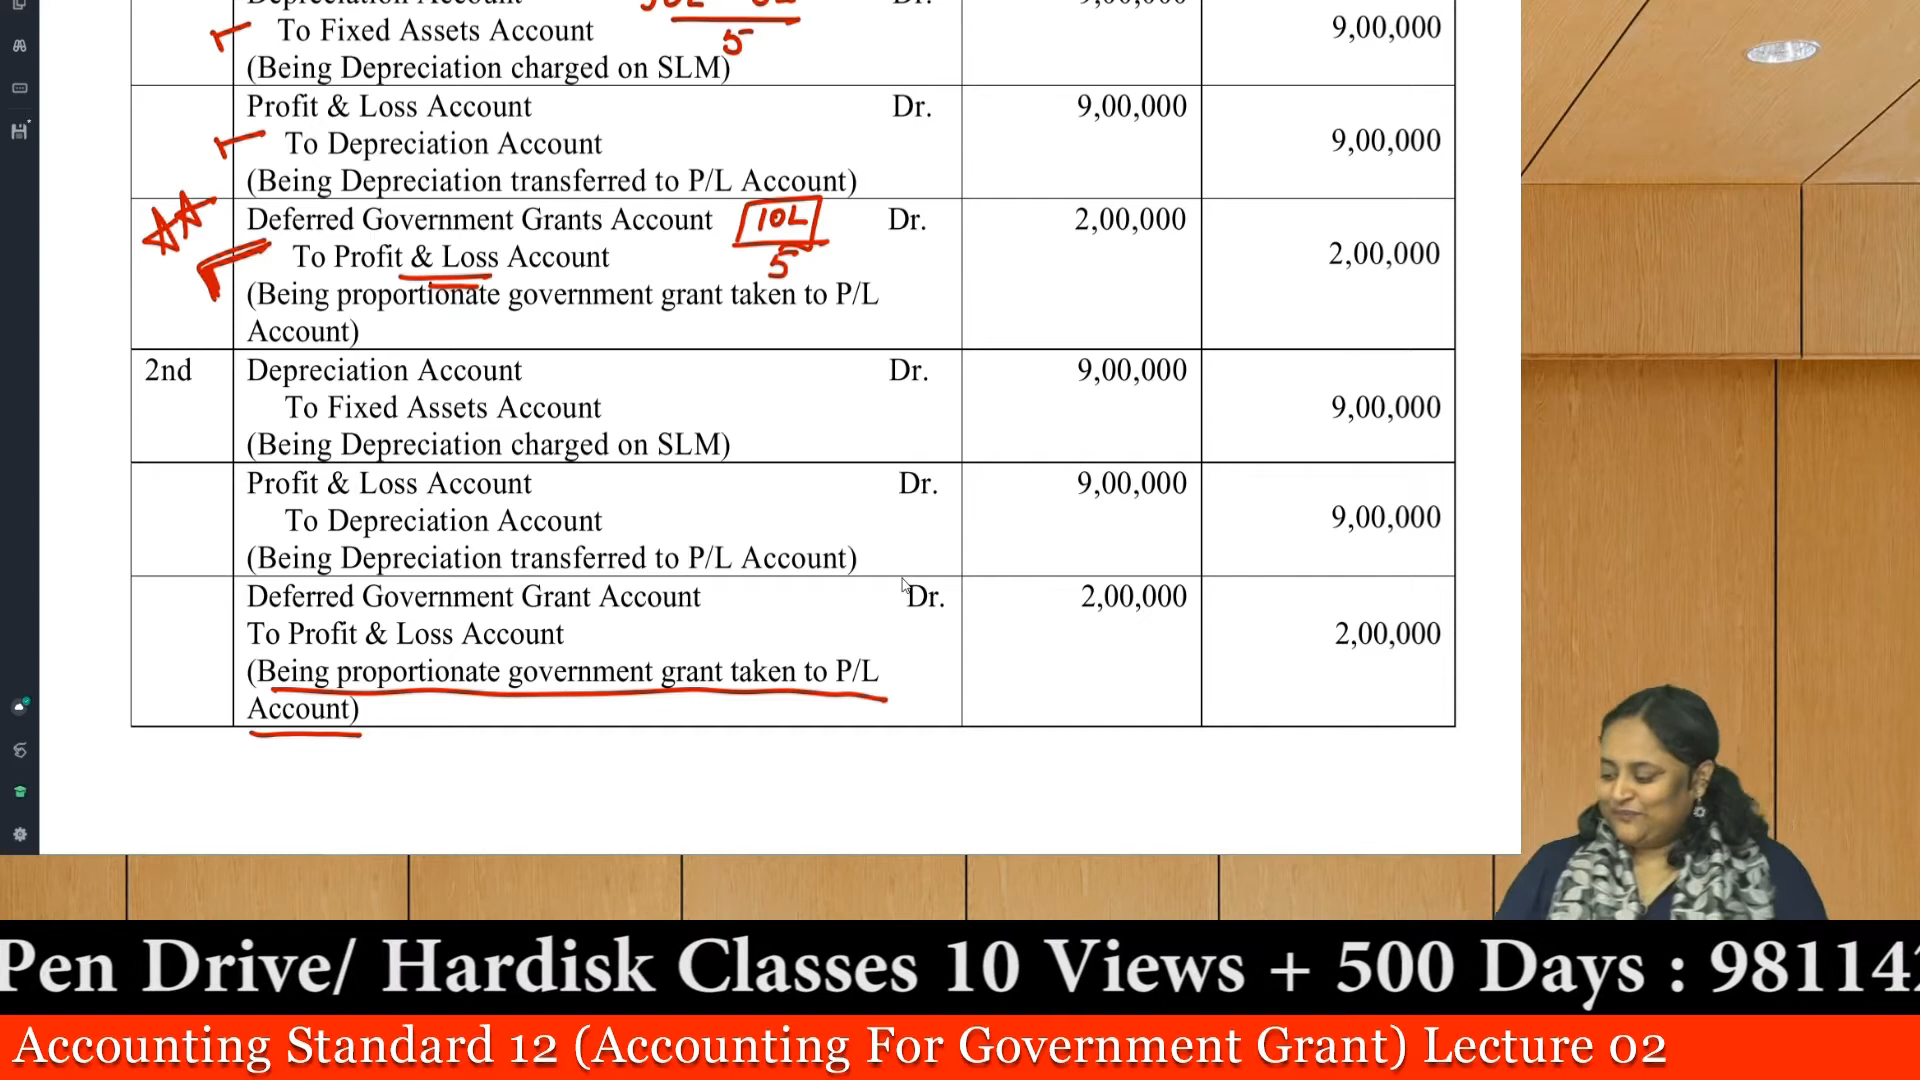 Dr.
To Fixed Assets Account
5
9,00,000
(Being Depreciation charged on SLM)
Profit & Loss Account Dr. 9,00,000
To Depreciation Account 9,00,000
(Being Depreciation transferred to P/L Account)
Deferred Government Grants Account 10L Dr. 2,00,000
To Profit & Loss Account 5 2,00,000
(Being proportionate government grant taken to P/L
Account)
2nd Depreciation Account Dr. 9,00,000
To Fixed Assets Account 9,00,000
(Being Depreciation charged on SLM)
Profit & Loss Account Dr. 9,00,000
To Depreciation Account 9,00,000
(Being Depreciation transferred to P/L Account)
Deferred Government Grant Account Dr. 2,00,000
To Profit & Loss Account 2,00,000
(Being proportionate government grant taken to P/L
Account)
Pen Drive/ Hardisk Classes 10 Views + 500 Days : 98114
Accounting Standard 12 (Accounting For Government Grant) Lecture 02